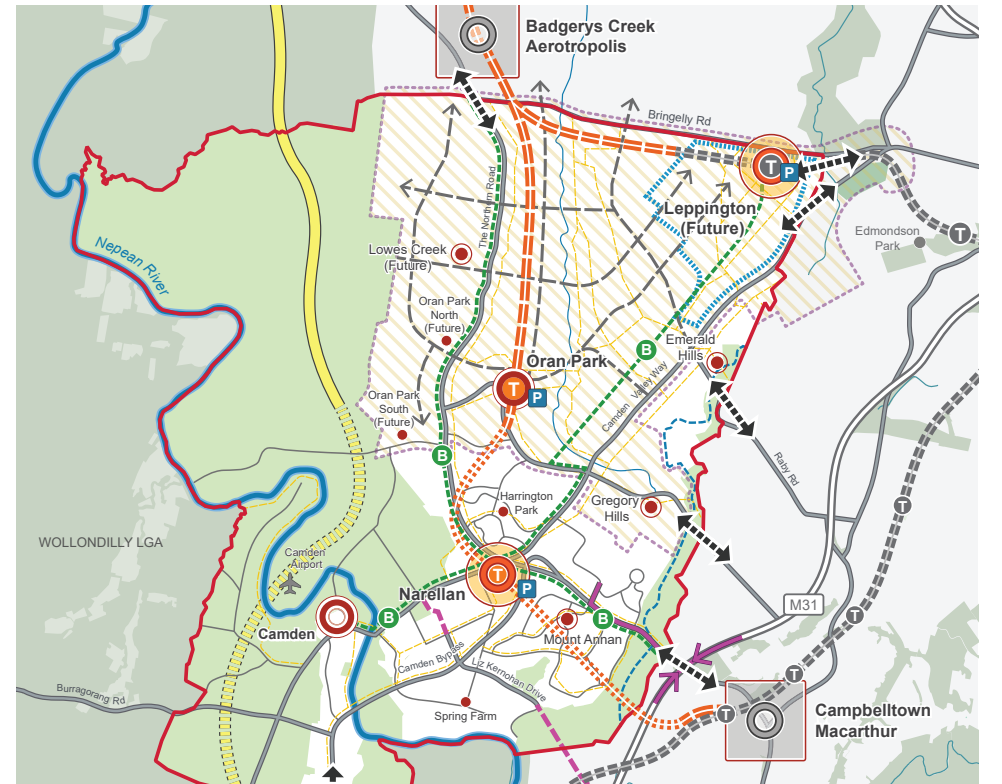 Badgerys Creek
Aerotropolis
Bringelly Rd
The Northern Road
T
P
Leppington
(Future)
Edmondson
Park
T
Nepean River
Lowes Creek
(Future)
Oran Park
North
(Future)
Emerald
Hills
B
Oran Park
T
P
Oran Park
South
(Future)
Camden Valley Way
B
Raby Rd
Harrington
Park
Gregory
Hills
T
WOLLONDILLY LGA
Camden
Airport
T
P
Narellan
M31
B
B
T
Camden
Mount Annan
Camden Bypass
Liz Kernohan Drive
T
Burragorang Rd
Spring Farm
T
Campbelltown
Macarthur